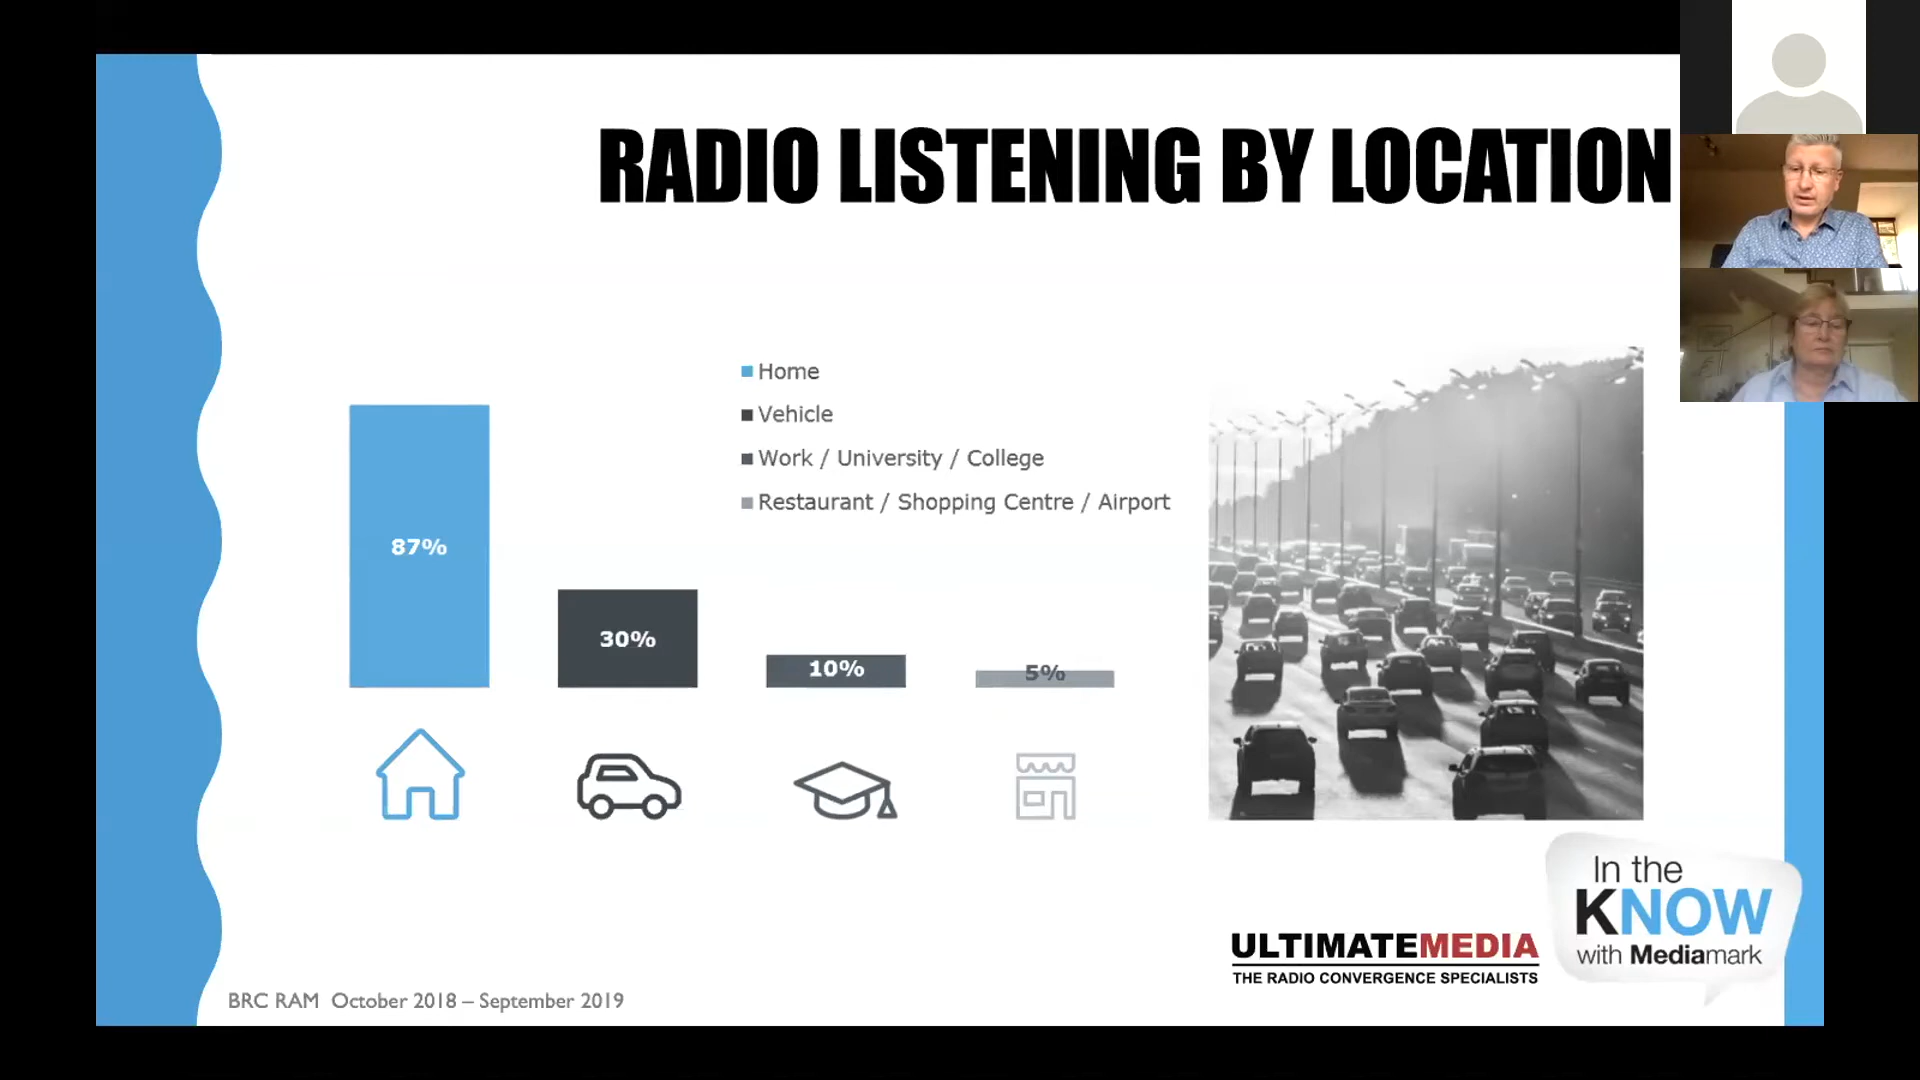 RADIO LISTENING BY LOCATION
Home
Vehicle
Work / University / College
Restaurant / Shopping Centre / Airport
87%
30%
10%
5%
In the
KNOW
with Mediamark
ULTIMATEMEDIA
THE RADIO CONVERGENCE SPECIALISTS
BRC RAM October 2018 – September 2019